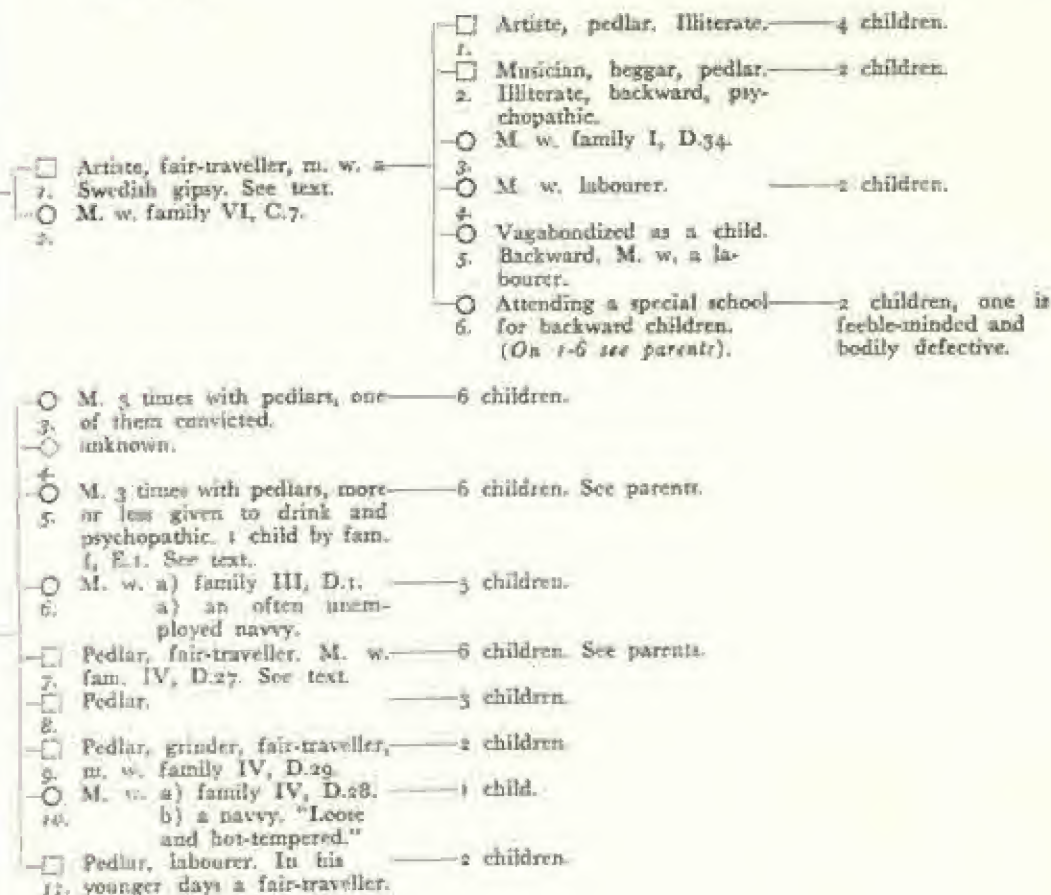 Artiste, pedlar. Illiterate. 4 children.
1.
Musician, beggar, pedlar. 2 children.
2. Illiterate, backward, psy-
chopathic.
M. w. family I, D.34.
3.
M. w. labourer. 2 children.
4.
Vagabondized as a child.
5. Backward, M. w, a la-
bourer.
Attending a special school 2 children, one is
6. for backward children. feeble-minded and
(On 1-6 see parents). bodily defective.
Artiste, fair-traveller, m. w. a
1. Swedish gipsy. See text.
M. w. family VI, C.7.
2.
M. 3 times with pedlars, one 6 children.
3. of them convicted.
unknown.
4.
M. 3 times with pedlars, more 6 children. See parents.
5. or less given to drink and
psychopathic. 1 child by fam.
I, E.1. See text.
M. w. a) family III, D.1. children.
6. a) an often unem-
ployed navvy.
Pedlar, fair-traveller. M. w. 6 children. See parents.
7. fam. IV, D.27. See text.
Pedlar. 3 children.
8.
Pedlar, grinder, fair-traveller, 2 children
9. m. w. family IV, D.29.
M. w. a) family IV, D.28. 1 child.
10. b) a navvy. "Loose
and hot-tempered."
Pedlar, labourer. In his 2 children.
11. younger days a fair-traveller.